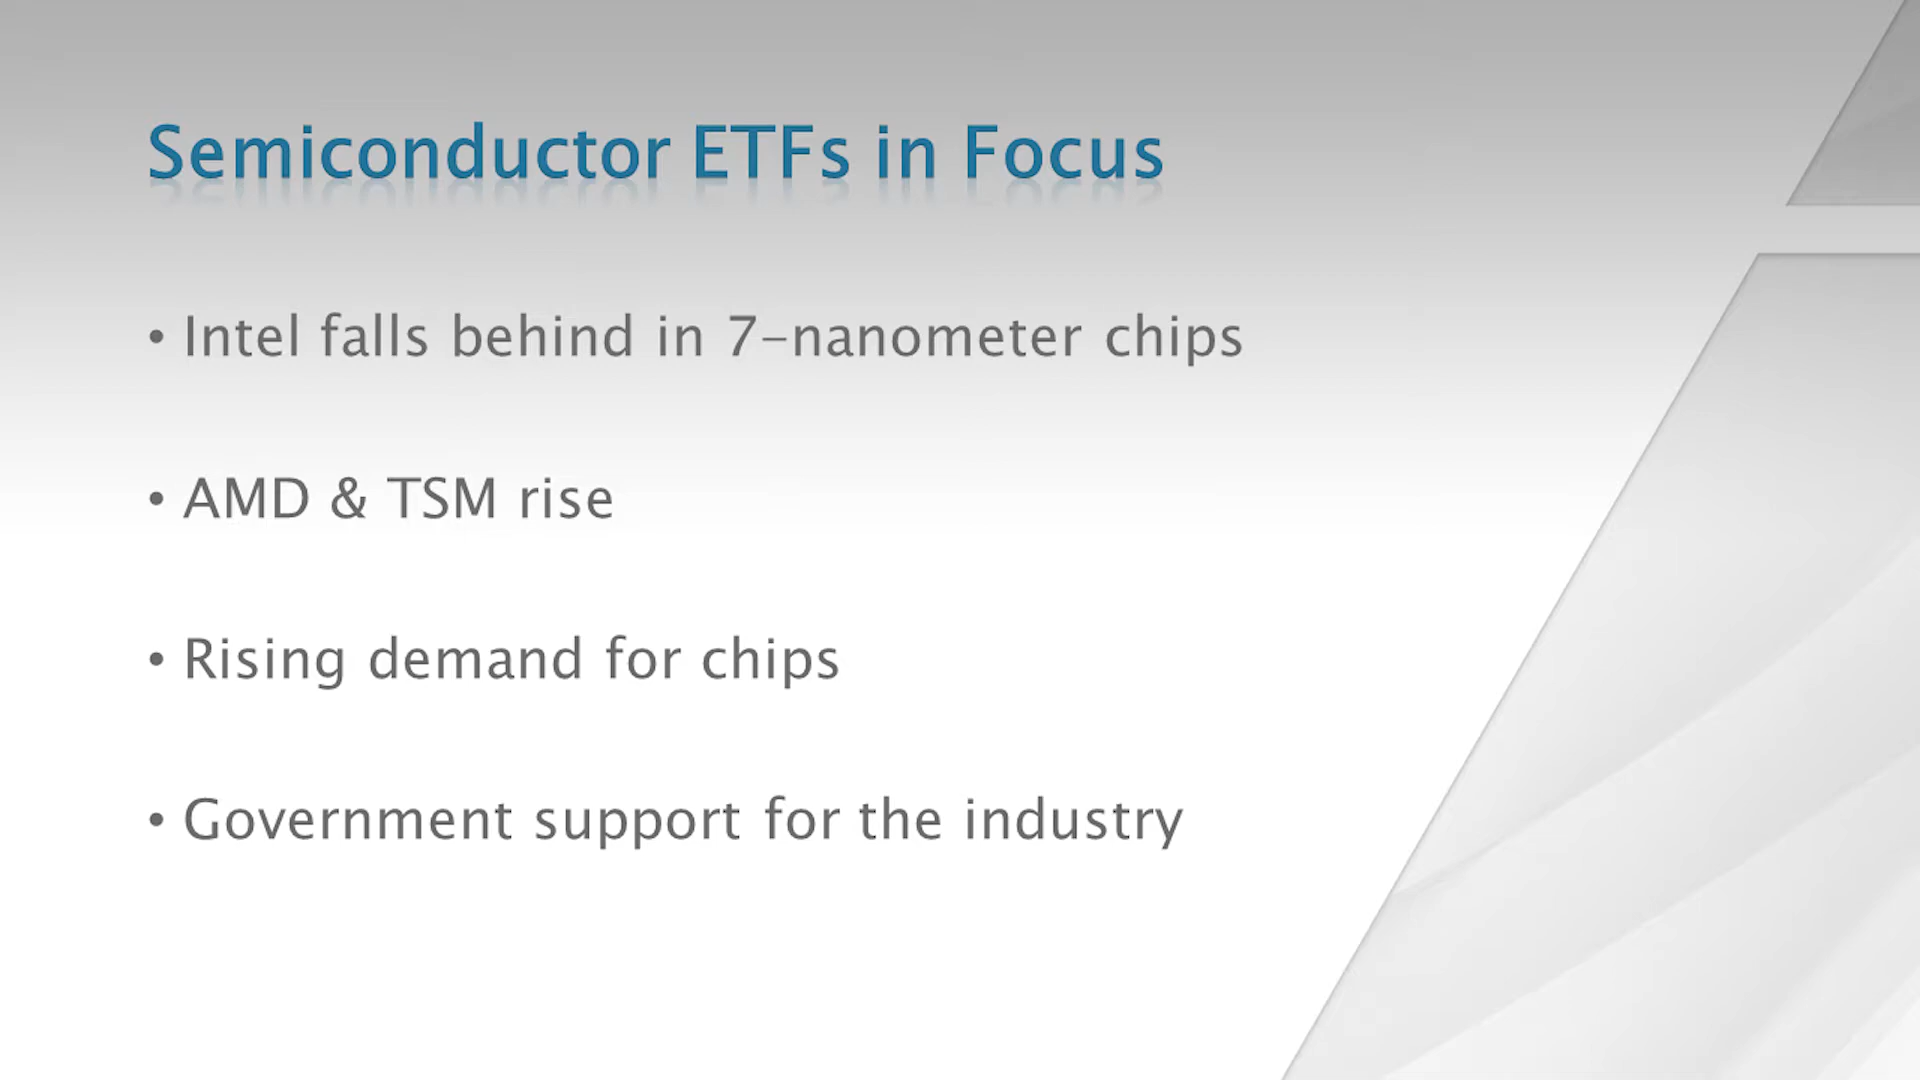 Semiconductor ETFs in Focus
• Intel falls behind in 7-nanometer chips
• AMD & TSM rise
• Rising demand for chips
• Government support for the industry